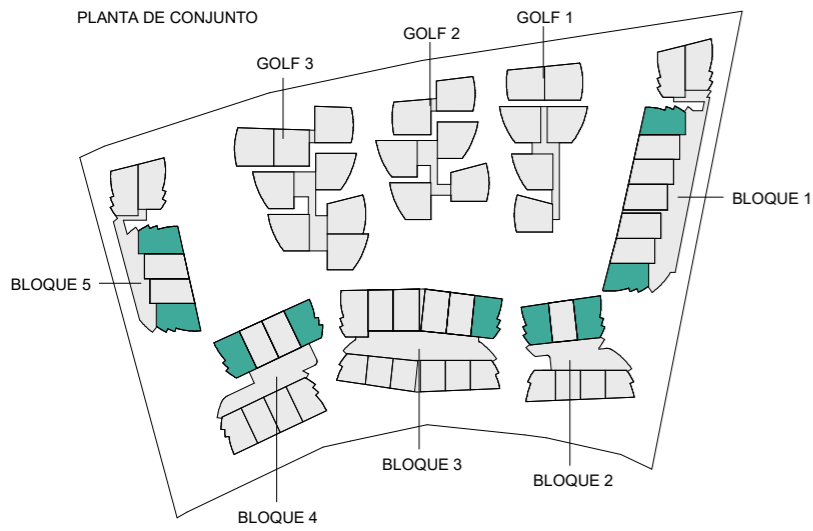 PLANTA DE CONJUNTO
GOLF 1
GOLF 2
GOLF 3
BLOQUE 1
BLOQUE 5
BLOQUE 3
BLOQUE 2
BLOQUE 4